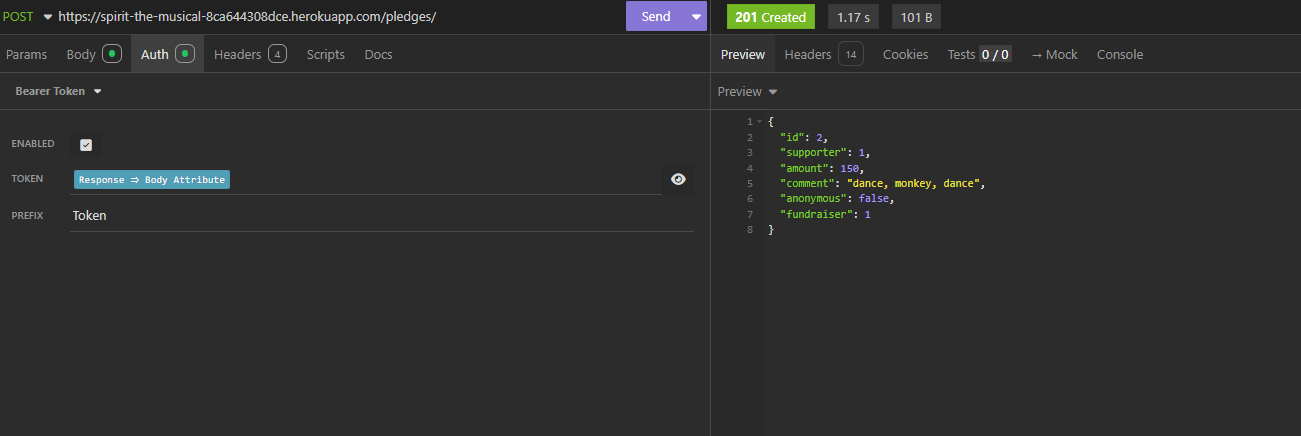 POST https://spirit-the-musical-8ca644308dce.herokuapp.com/pledges/ Send
Params Body Auth Headers 4 Scripts Docs
Bearer Token
ENABLED
TOKEN Response ⇒ Body Attribute
PREFIX Token
201 Created 1.17 s 101 B
Preview Headers 14 Cookies Tests 0 / 0 → Mock Console
Preview
1 {
2 "id": 2,
3 "supporter": 1,
4 "amount": 150,
5 "comment": "dance, monkey, dance",
6 "anonymous": false,
7 "fundraiser": 1
8 }